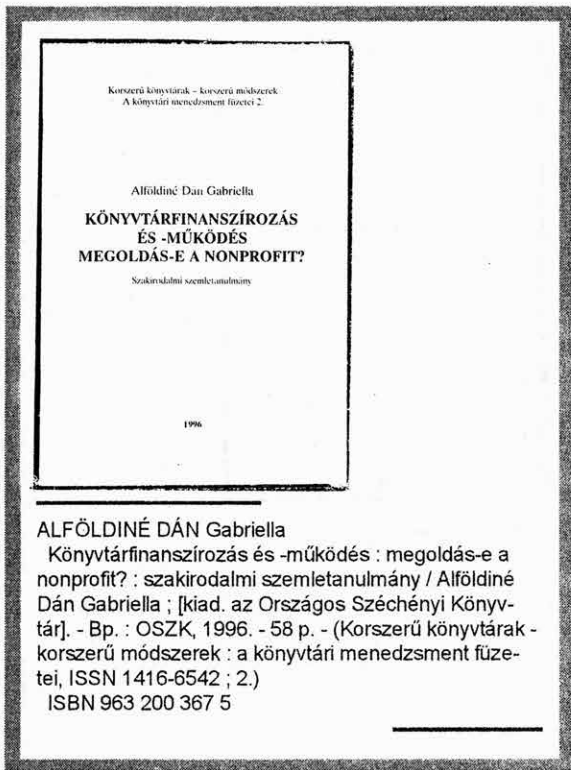 Korszerű könyvtárak – korszerű módszerek
A könyvtári menedzsment füzetei 2.
Alföldiné Dán Gabriella
KÖNYVTÁRFINANSZÍROZÁS
ÉS -MŰKÖDÉS
MEGOLDÁS-E A NONPROFIT?
Szakirodalmi szemletanulmány
1996
ALFÖLDINÉ DÁN Gabriella
Könyvtárfinanszírozás és -működés : megoldás-e a
nonprofit? : szakirodalmi szemletanulmány / Alföldiné
Dán Gabriella ; [kiad. az Országos Széchényi Könyv-
tár]. - Bp. : OSZK, 1996. - 58 p. - (Korszerű könyvtárak -
korszerű módszerek : a könyvtári menedzsment füze-
tei, ISSN 1416-6542 ; 2.)
ISBN 963 200 367 5